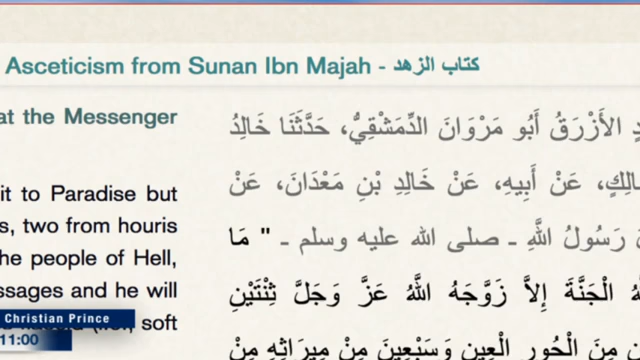 Asceticism from Sunan Ibn Majah - كتاب الزهد
at the Messenger
it to Paradise but
s, two from houris
he people of Hell,
ssages and he will
soft
الأَزْرَقُ أَبُو مَرْوَانَ الدِّمَشْقِيُّ، حَدَّثَنَا خَالِدُ
عَنْ أَبِيهِ، عَنْ خَالِدِ بْنِ مَعْدَانَ، عَنْ
رَسُولُ اللَّهِ ـ صلى الله عليه وسلم ـ " مَا
الْجَنَّةَ إِلاَّ زَوَّجَهُ اللَّهُ عَزَّ وَجَلَّ ثِنْتَيْنِ
مِنَ الْحُورِ الْعِينِ وَسَبْعِينَ مِنْ مِيرَاثِهِ مِنْ
Christian Prince
11:00